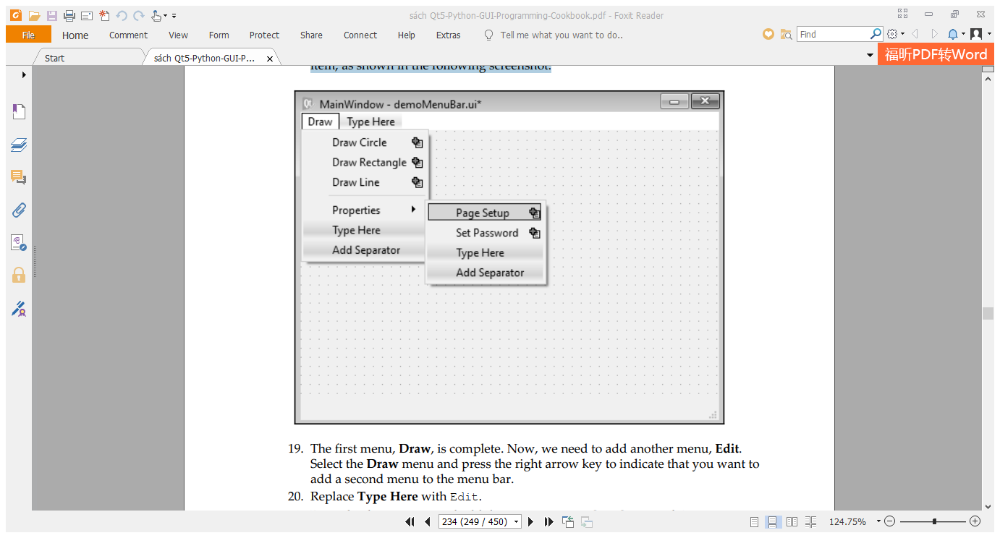 sách Qt5-Python-GUI-Programming-Cookbook.pdf - Foxit Reader
File Home Comment View Form Protect Share Connect Help Extras Tell me what you want to do.. Find
Start sách Qt5-Python-GUI-P... 福昕PDF转Word
item, as shown in the following screenshot:
Qt MainWindow - demoMenuBar.ui*
Draw Type Here
Draw Circle
Draw Rectangle
Draw Line
Properties
Type Here
Add Separator
Page Setup
Set Password
Type Here
Add Separator
19. The first menu, Draw, is complete. Now, we need to add another menu, Edit.
Select the Draw menu and press the right arrow key to indicate that you want to
add a second menu to the menu bar.
20. Replace Type Here with Edit.
234 (249 / 450) 124.75%